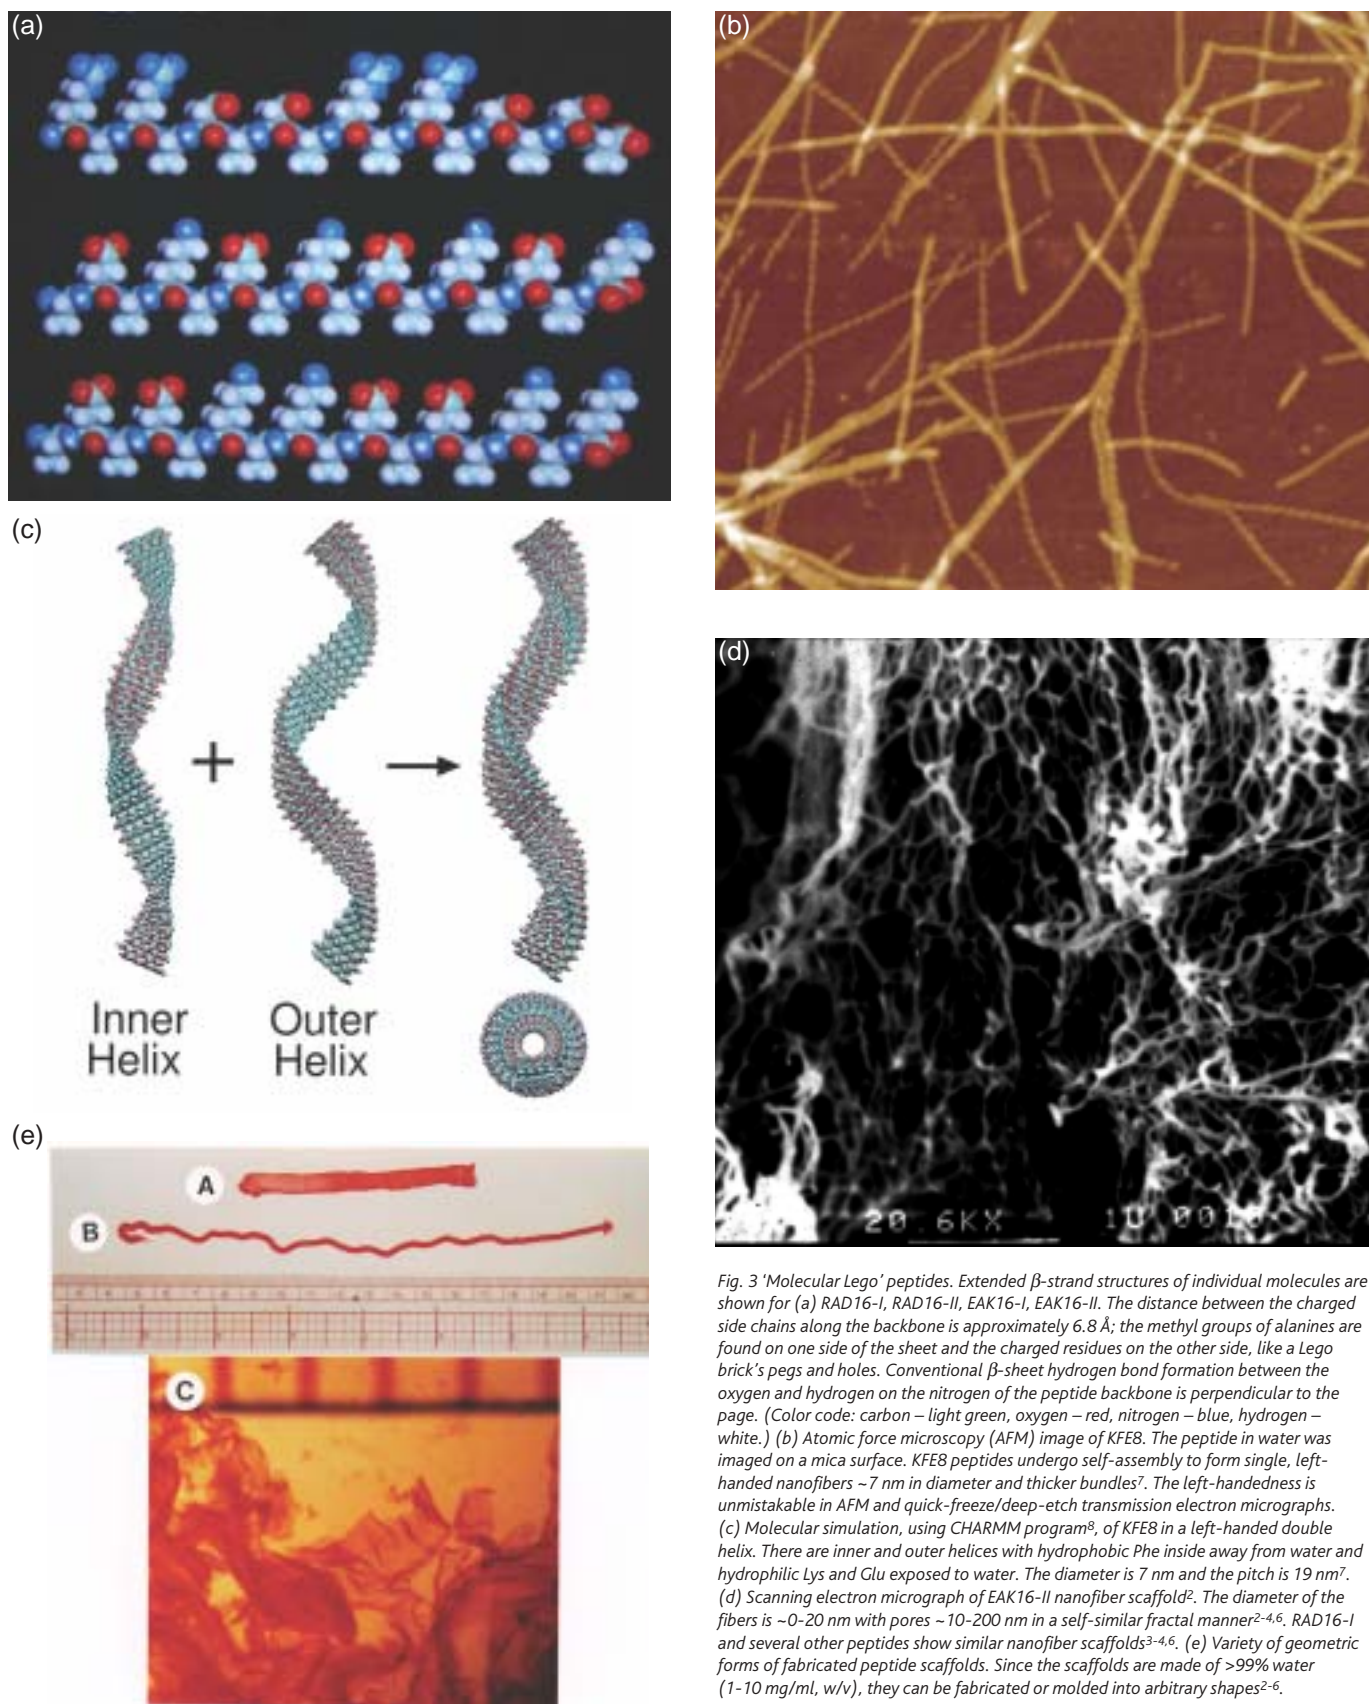 (a)
(b)
(c)
+
Inner
Helix
Outer
Helix
(d)
20.6KX
(e)
A
B
C
Fig. 3 'Molecular Lego' peptides. Extended β-strand structures of individual molecules are
shown for (a) RAD16-I, RAD16-II, EAK16-I, EAK16-II. The distance between the charged
side chains along the backbone is approximately 6.8 Å; the methyl groups of alanines are
found on one side of the sheet and the charged residues on the other side, like a Lego
brick's pegs and holes. Conventional β-sheet hydrogen bond formation between the
oxygen and hydrogen on the nitrogen of the peptide backbone is perpendicular to the
page. (Color code: carbon – light green, oxygen – red, nitrogen – blue, hydrogen –
white.) (b) Atomic force microscopy (AFM) image of KFE8. The peptide in water was
imaged on a mica surface. KFE8 peptides undergo self-assembly to form single, left-
handed nanofibers ~7 nm in diameter and thicker bundles⁷. The left-handedness is
unmistakable in AFM and quick-freeze/deep-etch transmission electron micrographs.
(c) Molecular simulation, using CHARMM program⁸, of KFE8 in a left-handed double
helix. There are inner and outer helices with hydrophobic Phe inside away from water and
hydrophilic Lys and Glu exposed to water. The diameter is 7 nm and the pitch is 19 nm⁷.
(d) Scanning electron micrograph of EAK16-II nanofiber scaffold². The diameter of the
fibers is ~0-20 nm with pores ~10-200 nm in a self-similar fractal manner²⁻⁴,⁶. RAD16-I
and several other peptides show similar nanofiber scaffolds³⁻⁴,⁶. (e) Variety of geometric
forms of fabricated peptide scaffolds. Since the scaffolds are made of >99% water
(1-10 mg/ml, w/v), they can be fabricated or molded into arbitrary shapes²⁻⁶.